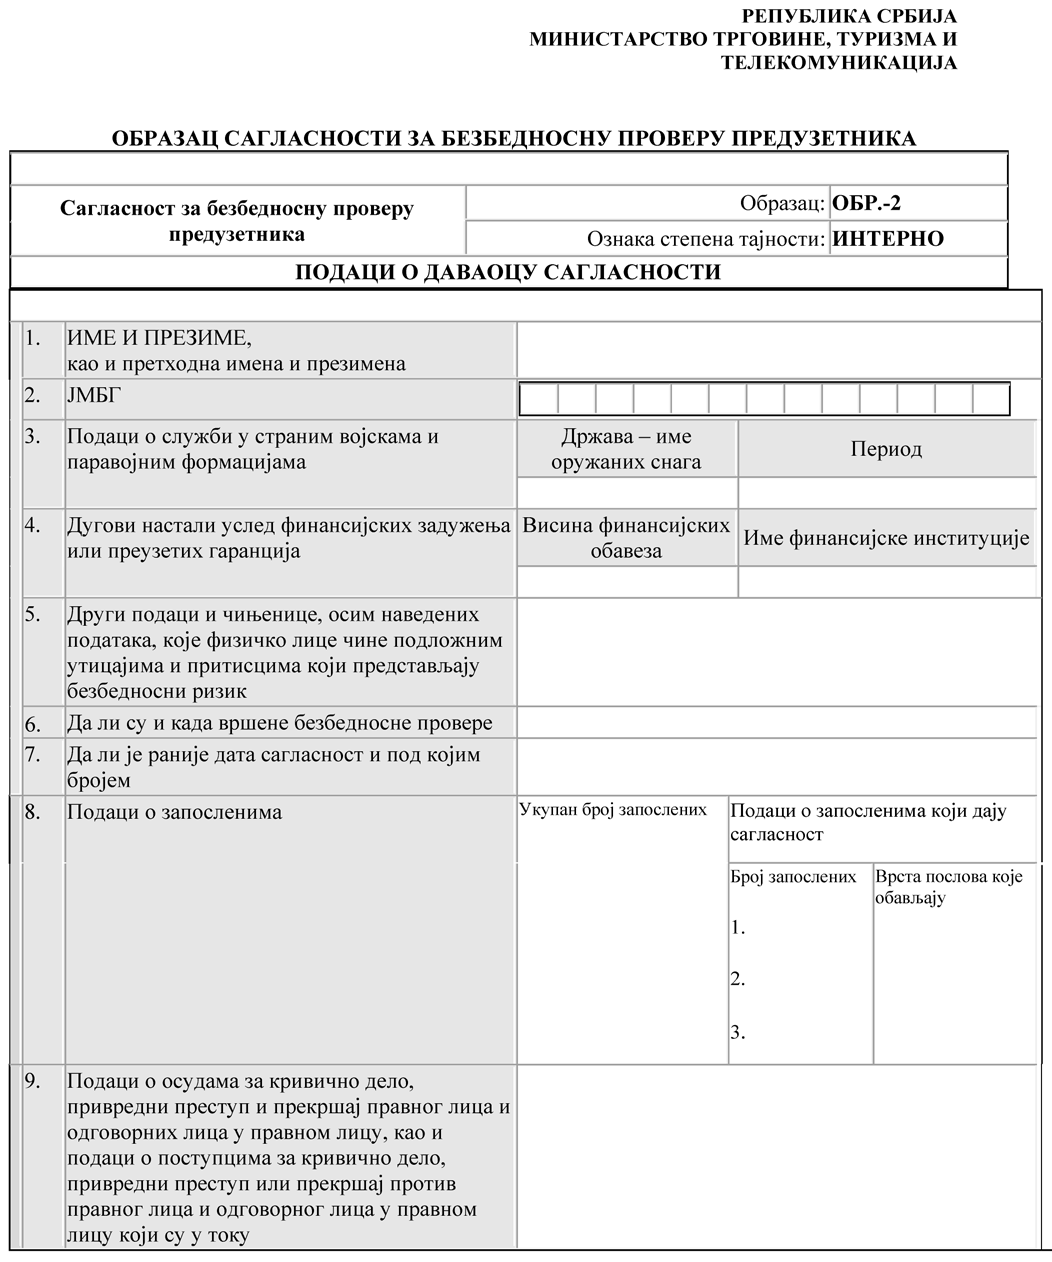 РЕПУБЛИКА СРБИЈА
МИНИСТАРСТВО ТРГОВИНЕ, ТУРИЗМА И
ТЕЛЕКОМУНИКАЦИЈА
ОБРАЗАЦ САГЛАСНОСТИ ЗА БЕЗБЕДНОСНУ ПРОВЕРУ ПРЕДУЗЕТНИКА
Сагласност за безбедносну проверу
предузетника
Образац: ОБР.-2
Ознака степена тајности: ИНТЕРНО
ПОДАЦИ О ДАВАОЦУ САГЛАСНОСТИ
1. ИМЕ И ПРЕЗИМЕ,
као и претходна имена и презимена
2. ЈМБГ
3. Подаци о служби у страним војскама и
паравојним формацијама
Држава – име
оружаних снага
Период
4. Дугови настали услед финансијских задужења
или преузетих гаранција
Висина финансијских
обавеза
Име финансијске институције
5. Други подаци и чињенице, осим наведених
података, које физичко лице чине подложним
утицајима и притисцима који представљају
безбедносни ризик
6. Да ли су и када вршене безбедносне провере
7. Да ли је раније дата сагласност и под којим
бројем
8. Подаци о запосленима
Укупан број запослених
Подаци о запосленима који дају
сагласност
Број запослених
1.
2.
3.
Врста послова које
обављају
9. Подаци о осудама за кривично дело,
привредни преступ и прекршај правног лица и
одговорних лица у правном лицу, као и
подаци о поступцима за кривично дело,
привредни преступ или прекршај против
правног лица и одговорног лица у правном
лицу који су у току